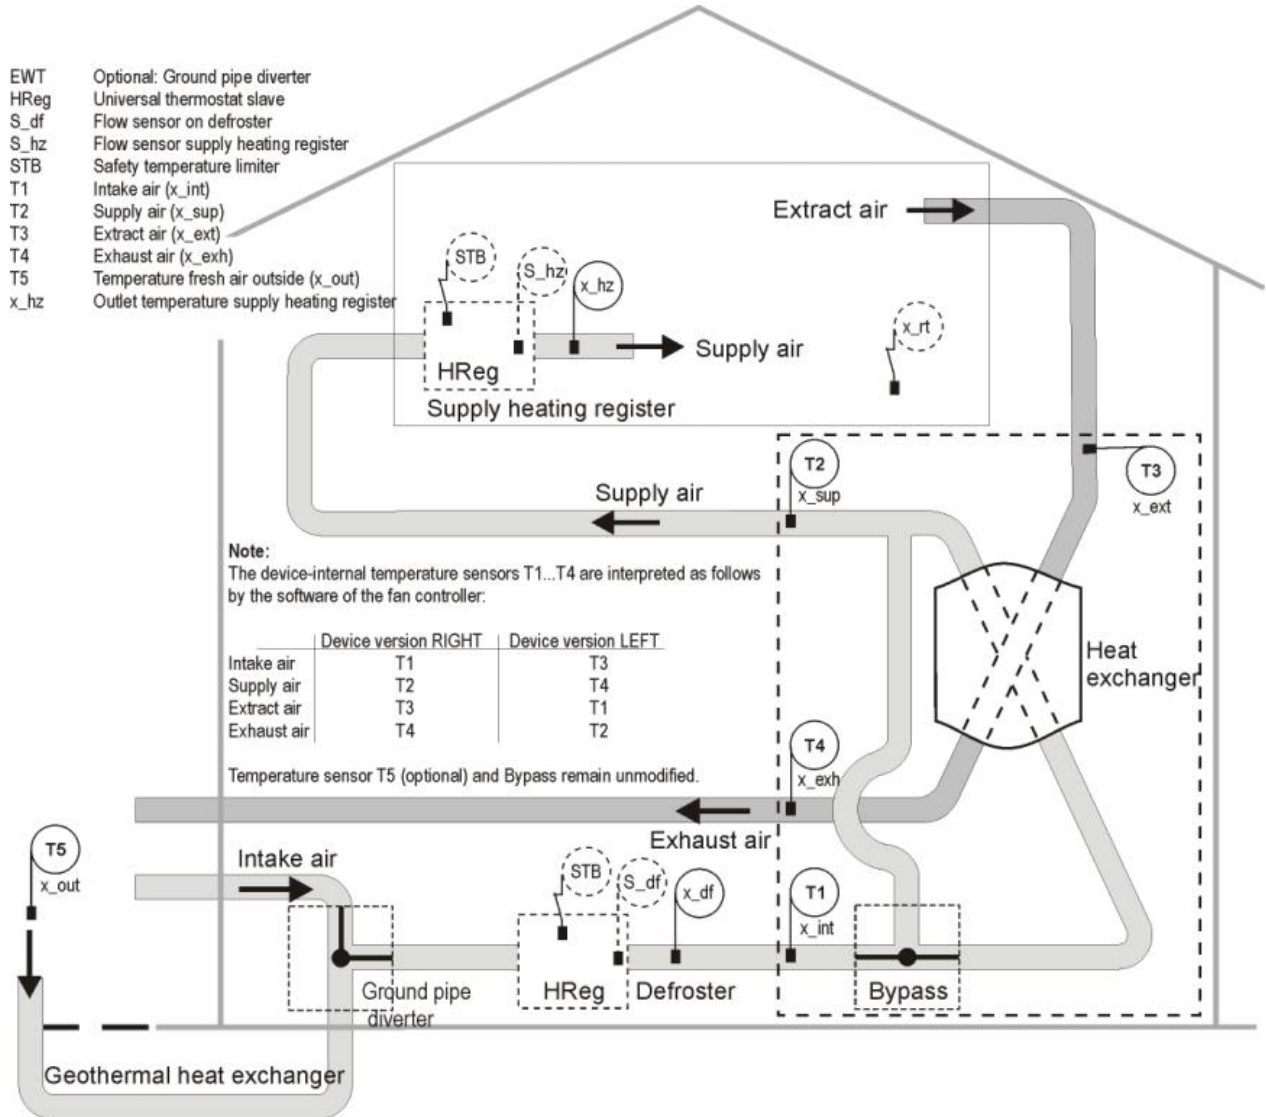 EWT Optional: Ground pipe diverter
HReg Universal thermostat slave
S_df Flow sensor on defroster
S_hz Flow sensor supply heating register
STB Safety temperature limiter
T1 Intake air (x_int)
T2 Supply air (x_sup)
T3 Extract air (x_ext)
T4 Exhaust air (x_exh)
T5 Temperature fresh air outside (x_out)
x_hz Outlet temperature supply heating register
Extract air
STB
S_hz
x_hz
x_rt
Supply air
HReg
Supply heating register
T2
x_sup
T3
x_ext
Supply air
Note:
The device-internal temperature sensors T1...T4 are interpreted as follows
by the software of the fan controller:
Device version RIGHT Device version LEFT
Intake air T1 T3
Supply air T2 T4
Extract air T3 T1
Exhaust air T4 T2
Temperature sensor T5 (optional) and Bypass remain unmodified.
Heat
exchanger
T4
x_exh
Exhaust air
T5
x_out
Intake air
STB
S_df
x_df
T1
x_int
Ground pipe
diverter
HReg
Defroster
Bypass
Geothermal heat exchanger